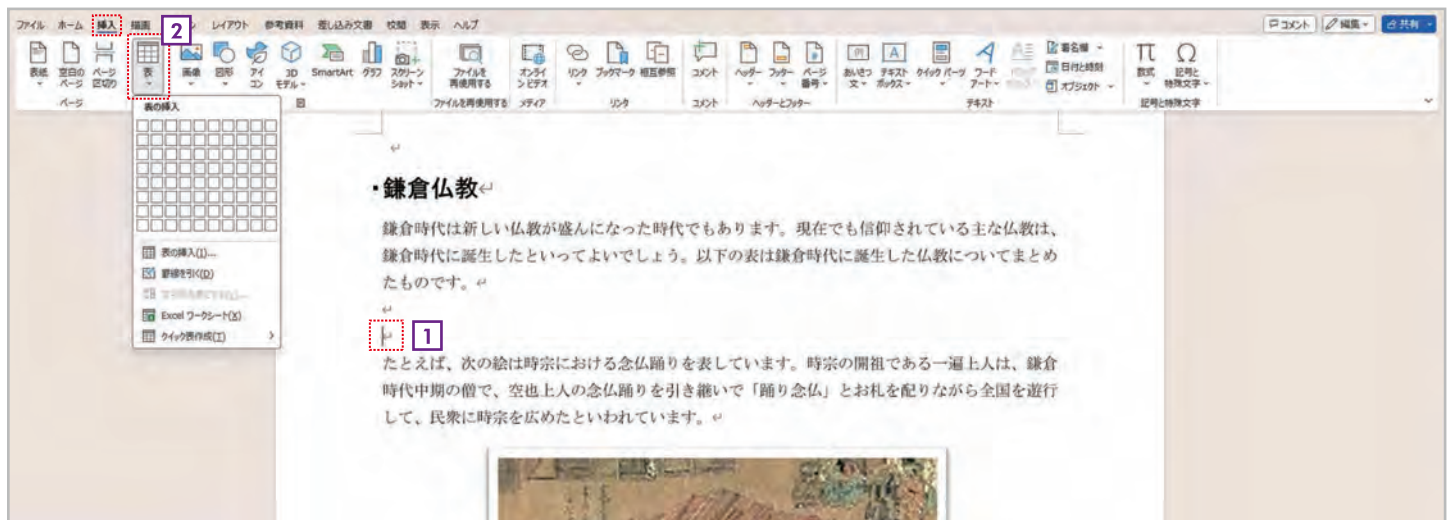 ファイル ホーム 挿入 描画 レイアウト 参考資料 差し込み文書 校閲 表示 ヘルプ
コメント 編集 共有
2
表紙 空白のページ ページ区切り 表 画像 図形 アイコン 3Dモデル SmartArt グラフ スクリーンショット ファイルを再使用する オンラインビデオ リンク ブックマーク 相互参照 コメント ヘッダー フッター ページ番号 あいさつ文 テキストボックス クイック パーツ ワードアート 署名欄 日付と時刻 オブジェクト 数式 記号と特殊文字
ページ 図 ファイルを再使用する メディア リンク コメント ヘッダーとフッター テキスト 記号と特殊文字
表の挿入
表の挿入(I)...
罫線を引く(D)
Excel ワークシート(X)
クイック表作成(T)
鎌倉仏教
鎌倉時代は新しい仏教が盛んになった時代でもあります。現在でも信仰されている主な仏教は、
鎌倉時代に誕生したといってよいでしょう。以下の表は鎌倉時代に誕生した仏教についてまとめ
たものです。
1
たとえば、次の絵は時宗における念仏踊りを表しています。時宗の開祖である一遍上人は、鎌倉
時代中期の僧で、空也上人の念仏踊りを引き継いで「踊り念仏」とお札を配りながら全国を遊行
して、民衆に時宗を広めたといわれています。